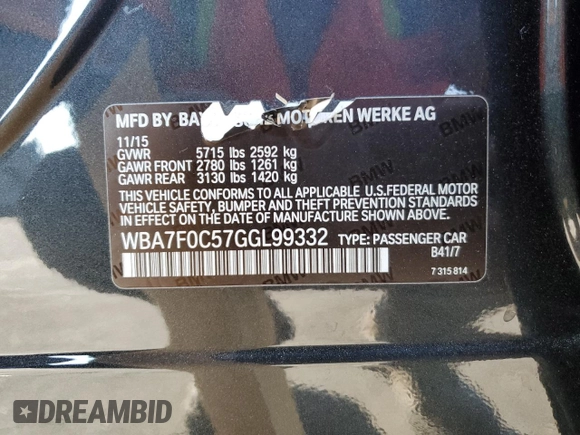 MFD BY BAY MOTOREN WERKE AG
11/15
GVWR 5715 lbs 2592 kg
GAWR FRONT 2780 lbs 1261 kg
GAWR REAR 3130 lbs 1420 kg
THIS VEHICLE CONFORMS TO ALL APPLICABLE U.S.FEDERAL MOTOR
VEHICLE SAFETY, BUMPER, AND THEFT PREVENTION STANDARDS
IN EFFECT ON THE DATE OF MANUFACTURE SHOWN ABOVE.
WBA7F0C57GGL99332 TYPE: PASSENGER CAR
B41/7
7 315 814
BMW
BMW
DREAMBID